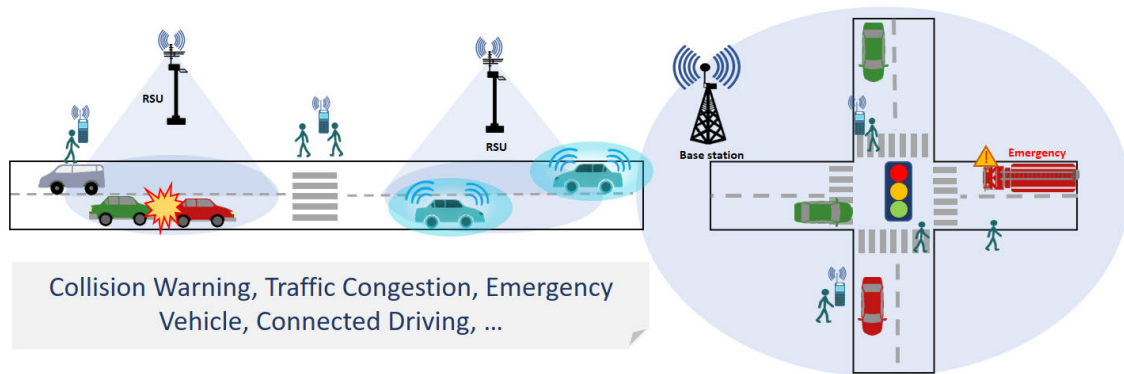 RSU
RSU
Base station
Emergency
Collision Warning, Traffic Congestion, Emergency
Vehicle, Connected Driving, ...